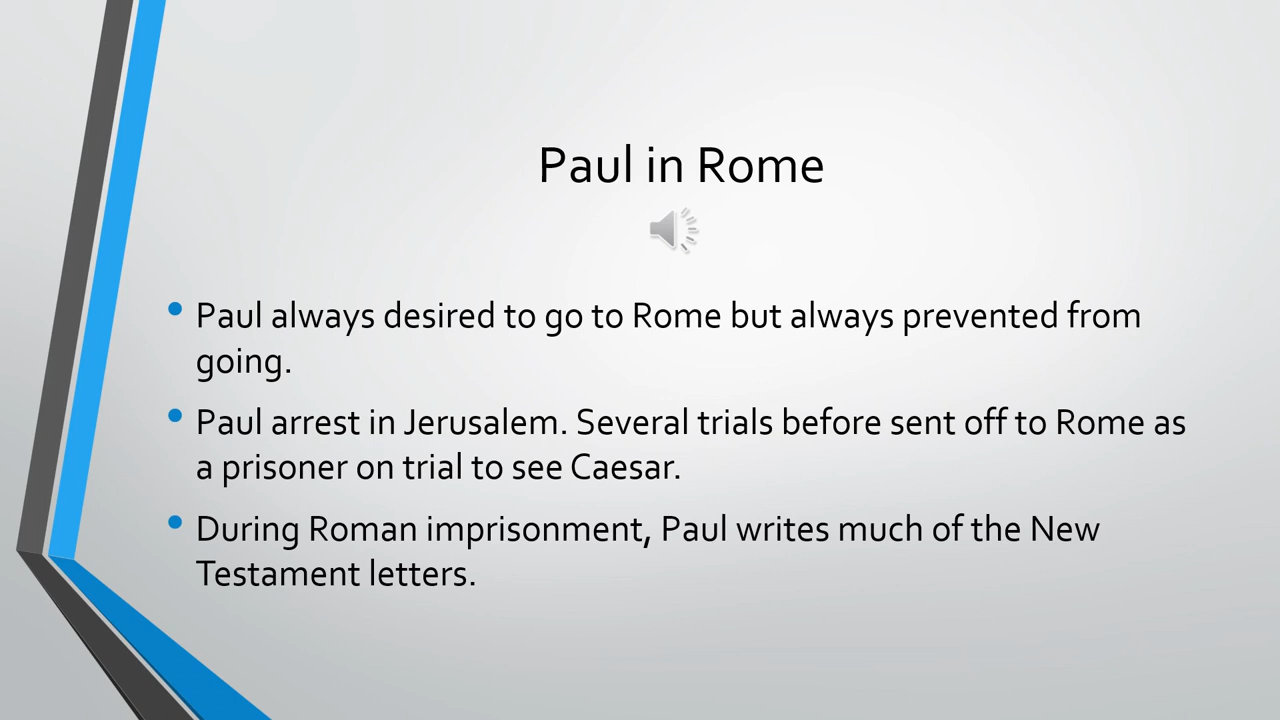 Paul in Rome
• Paul always desired to go to Rome but always prevented from
going.
• Paul arrest in Jerusalem. Several trials before sent off to Rome as
a prisoner on trial to see Caesar.
• During Roman imprisonment, Paul writes much of the New
Testament letters.